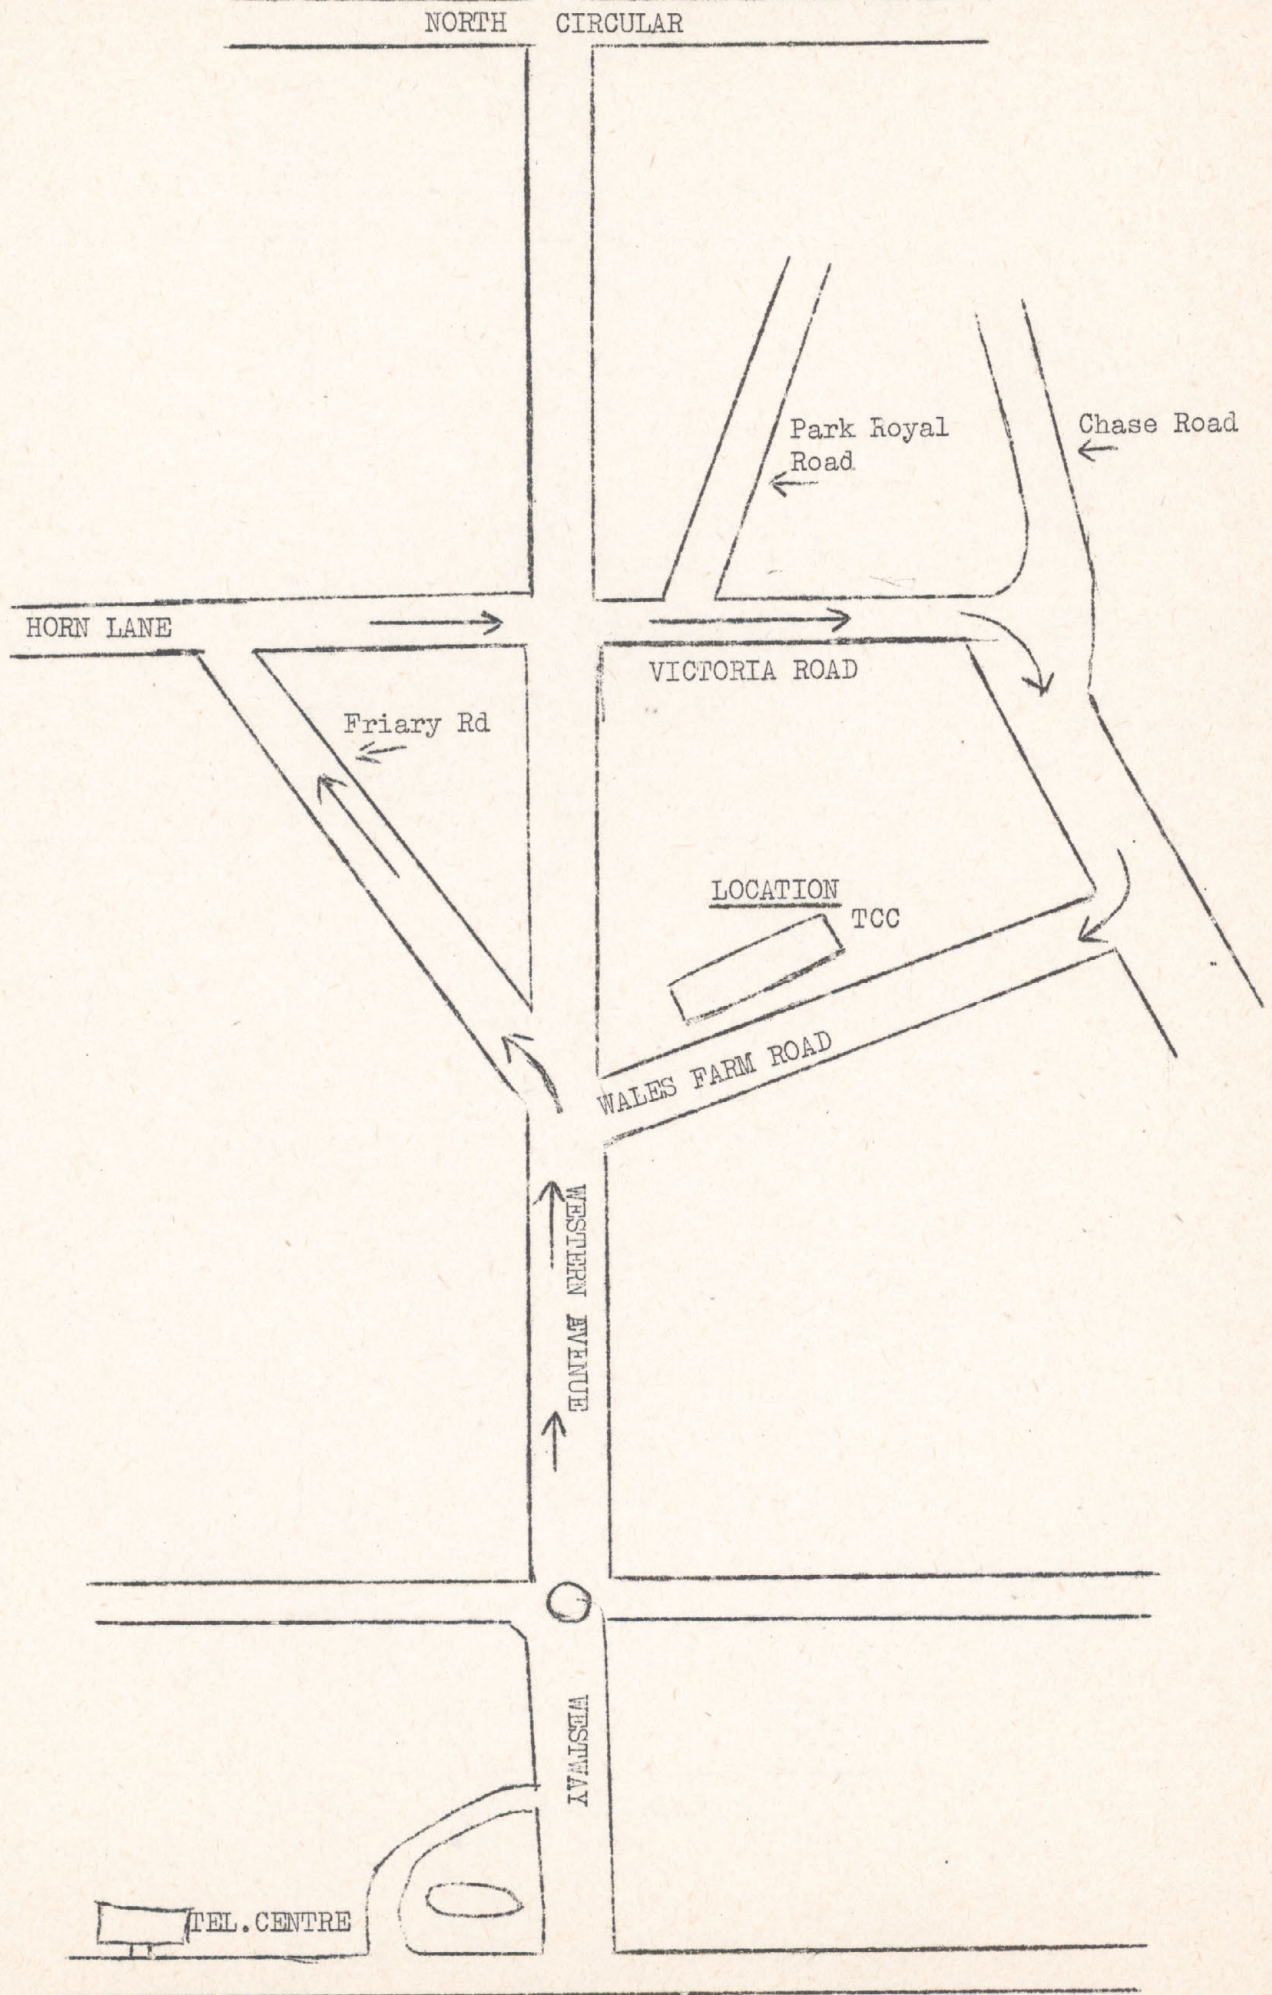 NORTH CIRCULAR
Park Royal
Road
Chase Road
HORN LANE
VICTORIA ROAD
Friary Rd
LOCATION
TCC
WALES FARM ROAD
WESTERN AVENUE
WESTWAY
TEL.CENTRE